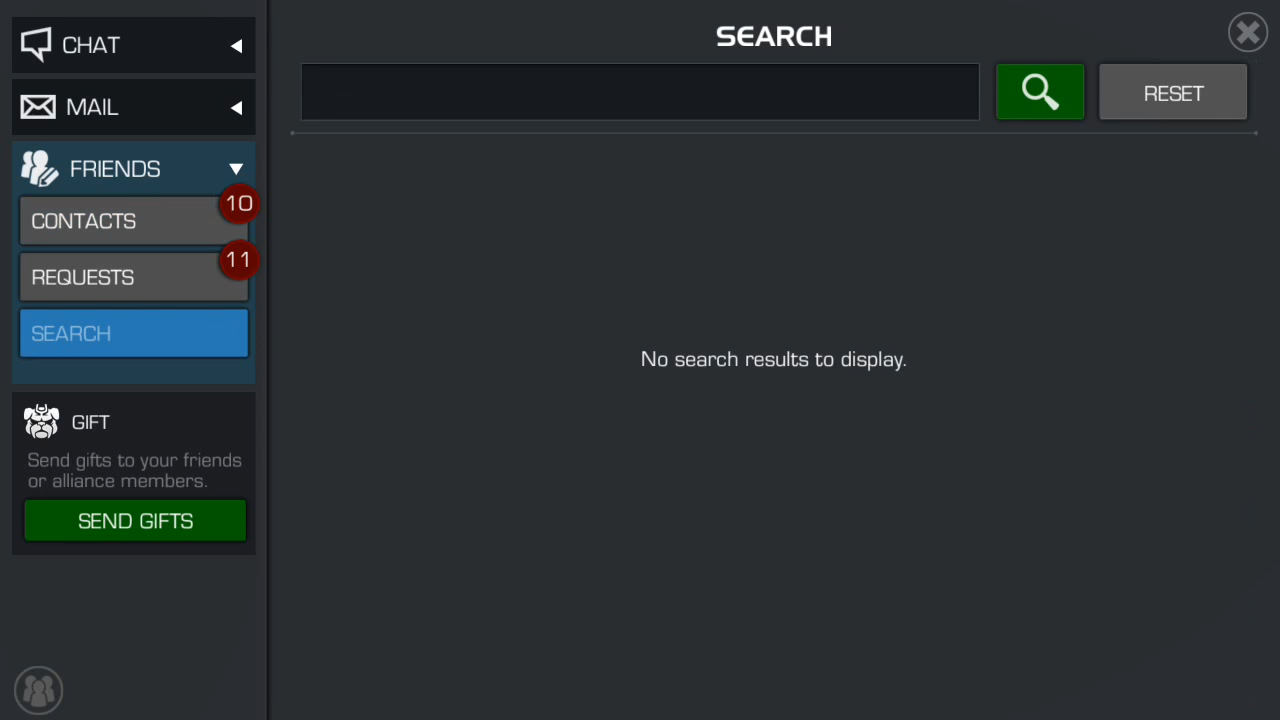 CHAT
MAIL
FRIENDS
CONTACTS
10
REQUESTS
11
SEARCH
GIFT
Send gifts to your friends
or alliance members.
SEND GIFTS
SEARCH
RESET
No search results to display.